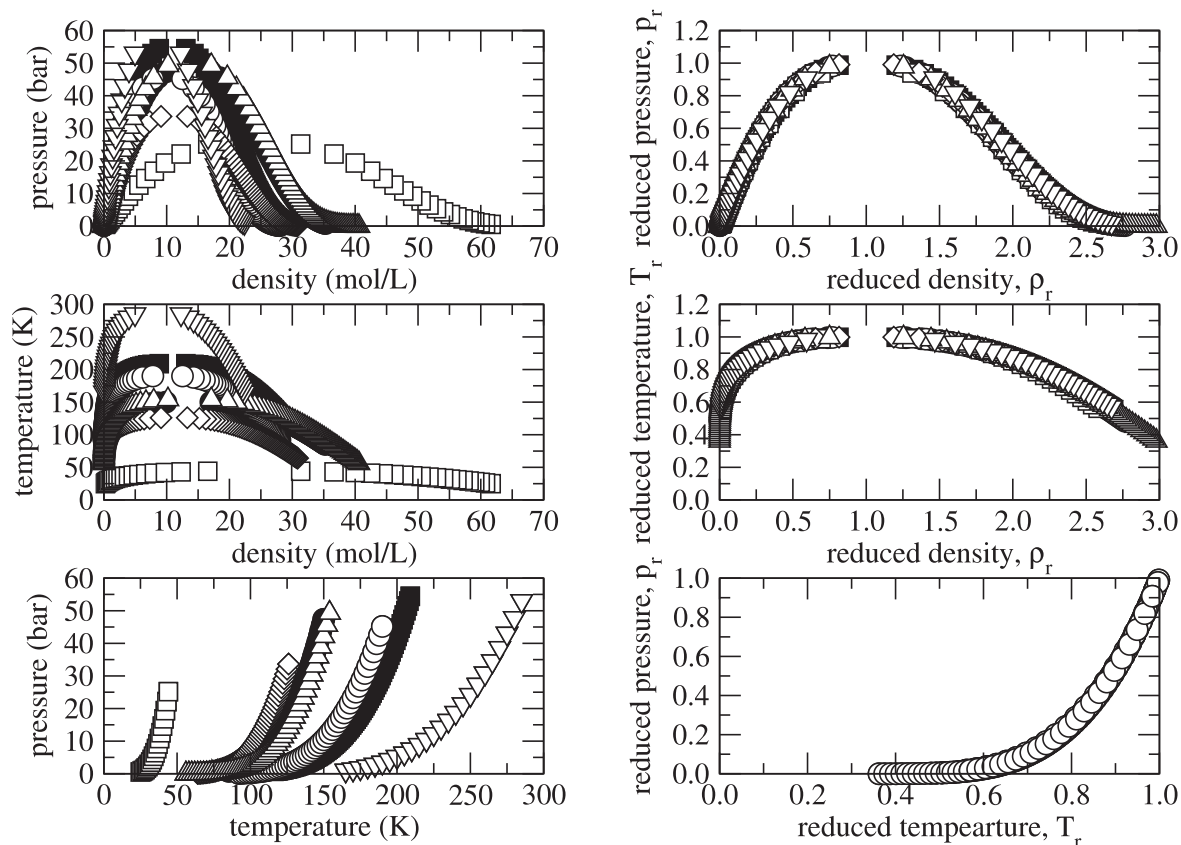 pressure (bar)
60
50
40
30
20
10
0
0 10 20 30 40 50 60 70
density (mol/L)
reduced pressure, p_r
1.2
1.0
0.8
0.6
0.4
0.2
0.0
0.0 0.5 1.0 1.5 2.0 2.5 3.0
reduced density, ρ_r
temperature (K)
300
250
200
150
100
50
0
0 10 20 30 40 50 60 70
density (mol/L)
reduced temperature, T_r
1.2
1.0
0.8
0.6
0.4
0.2
0.0
0.0 0.5 1.0 1.5 2.0 2.5 3.0
reduced density, ρ_r
pressure (bar)
60
50
40
30
20
10
0
0 50 100 150 200 250 300
temperature (K)
reduced pressure, p_r
1.0
0.8
0.6
0.4
0.2
0.0
0.0 0.2 0.4 0.6 0.8 1.0
reduced tempearture, T_r